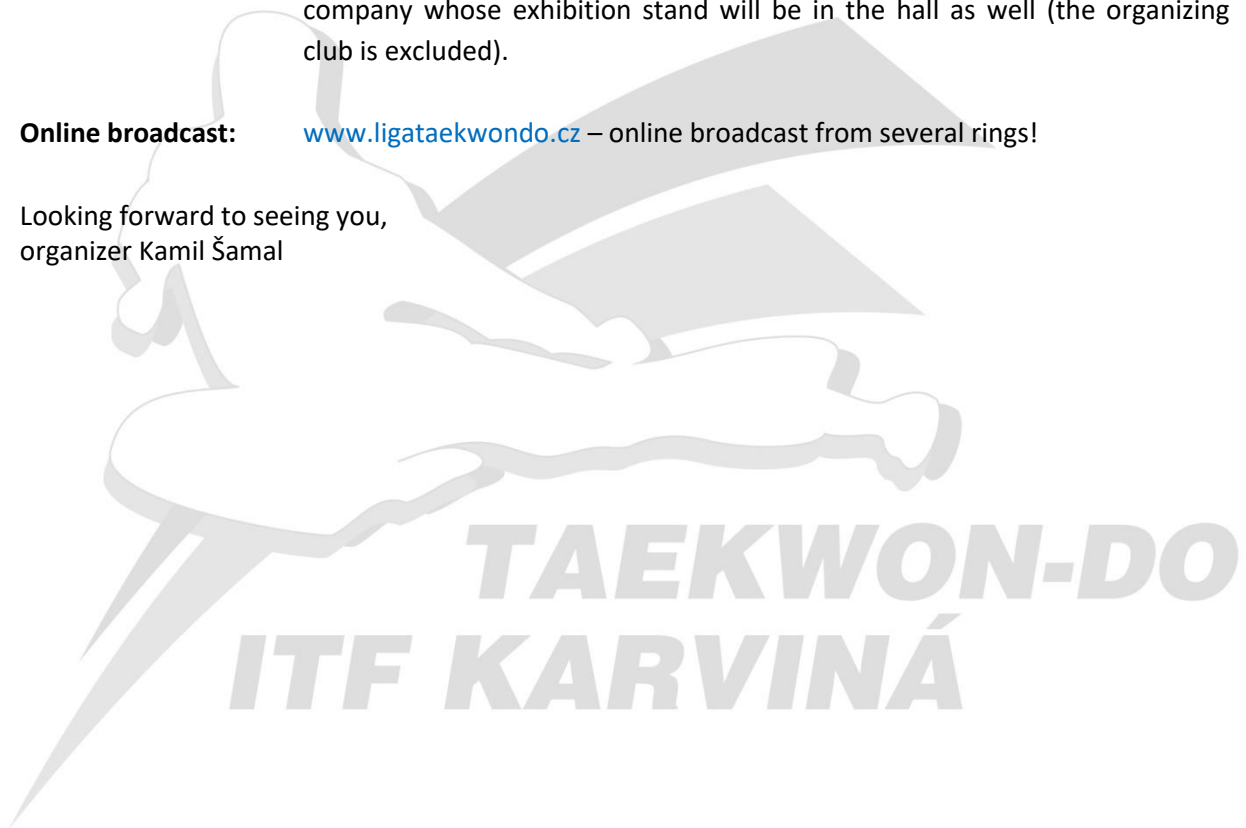 company whose exhibition stand will be in the hall as well (the organizing
club is excluded).
Online broadcast: www.ligataekwondo.cz – online broadcast from several rings!
Looking forward to seeing you,
organizer Kamil Šamal
TAEKWON-DO
ITF KARVINÁ